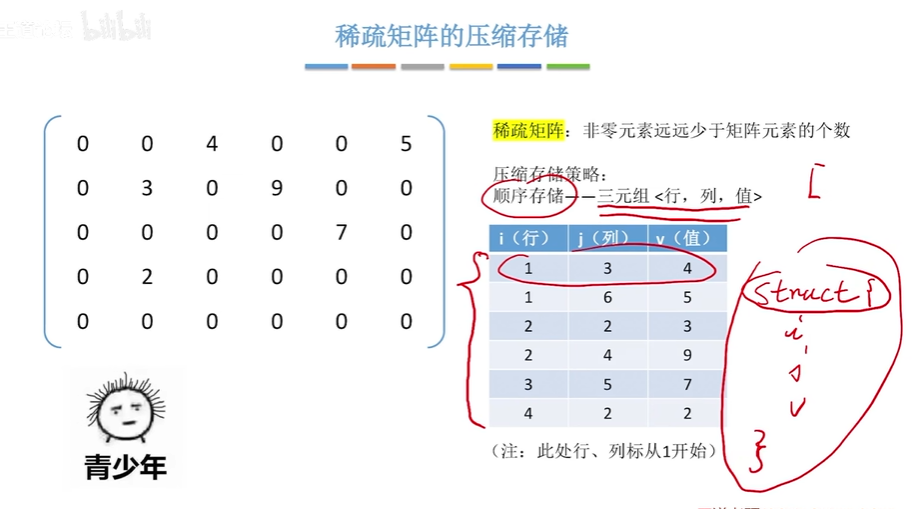 bilibili
稀疏矩阵的压缩存储
0 0 4 0 0 5
0 3 0 9 0 0
0 0 0 0 7 0
0 2 0 0 0 0
0 0 0 0 0 0
青少年
稀疏矩阵：非零元素远远少于矩阵元素的个数
压缩存储策略：
顺序存储——三元组 <行，列，值>
i（行） j（列） v（值）
1 3 4
1 6 5
2 2 3
2 4 9
3 5 7
4 2 2
（注：此处行、列标从1开始）
[
struct {
i
j
v
}